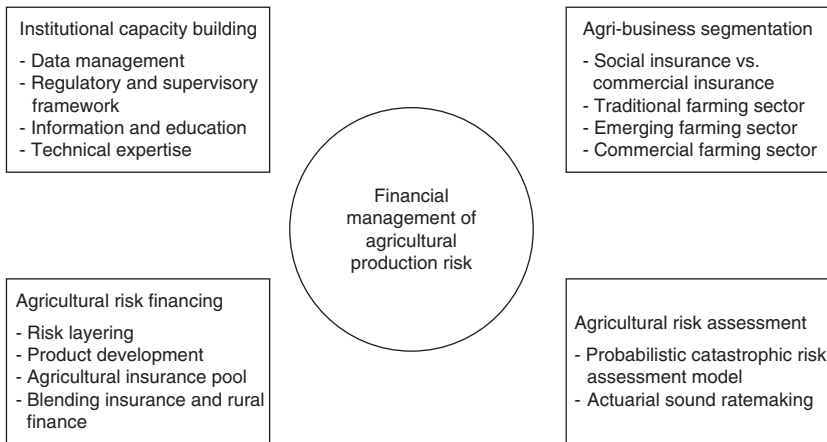 Institutional capacity building
- Data management
- Regulatory and supervisory
framework
- Information and education
- Technical expertise
Agri-business segmentation
- Social insurance vs.
commercial insurance
- Traditional farming sector
- Emerging farming sector
- Commercial farming sector
Financial
management of
agricultural
production risk
Agricultural risk financing
- Risk layering
- Product development
- Agricultural insurance pool
- Blending insurance and rural
finance
Agricultural risk assessment
- Probabilistic catastrophic risk
assessment model
- Actuarial sound ratemaking